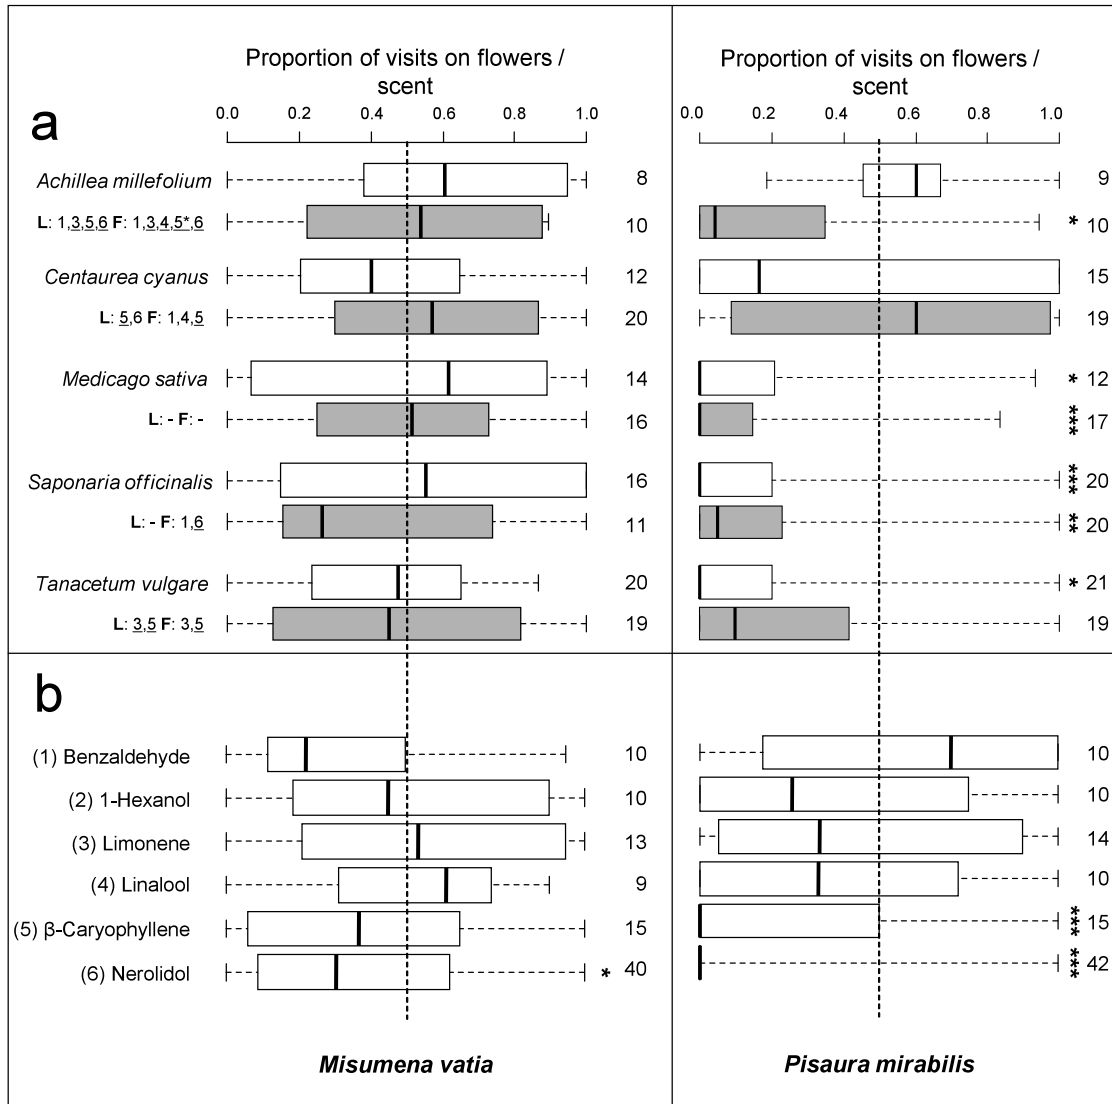 Proportion of visits on flowers / scent
0.0 0.2 0.4 0.6 0.8 1.0
a
Achillea millefolium 8
L: 1,3,5,6 F: 1,3,4,5*,6 10
Centaurea cyanus 12
L: 5,6 F: 1,4,5 20
Medicago sativa 14
L: - F: - 16
Saponaria officinalis 16
L: - F: 1,6 11
Tanacetum vulgare 20
L: 3,5 F: 3,5 19
Proportion of visits on flowers / scent
0.0 0.2 0.4 0.6 0.8 1.0
9
* 10
15
19
* 12
*** 17
*** 20
** 20
* 21
19
b
(1) Benzaldehyde 10
(2) 1-Hexanol 10
(3) Limonene 13
(4) Linalool 9
(5) β-Caryophyllene 15
(6) Nerolidol * 40
Misumena vatia
10
10
14
10
*** 15
*** 42
Pisaura mirabilis